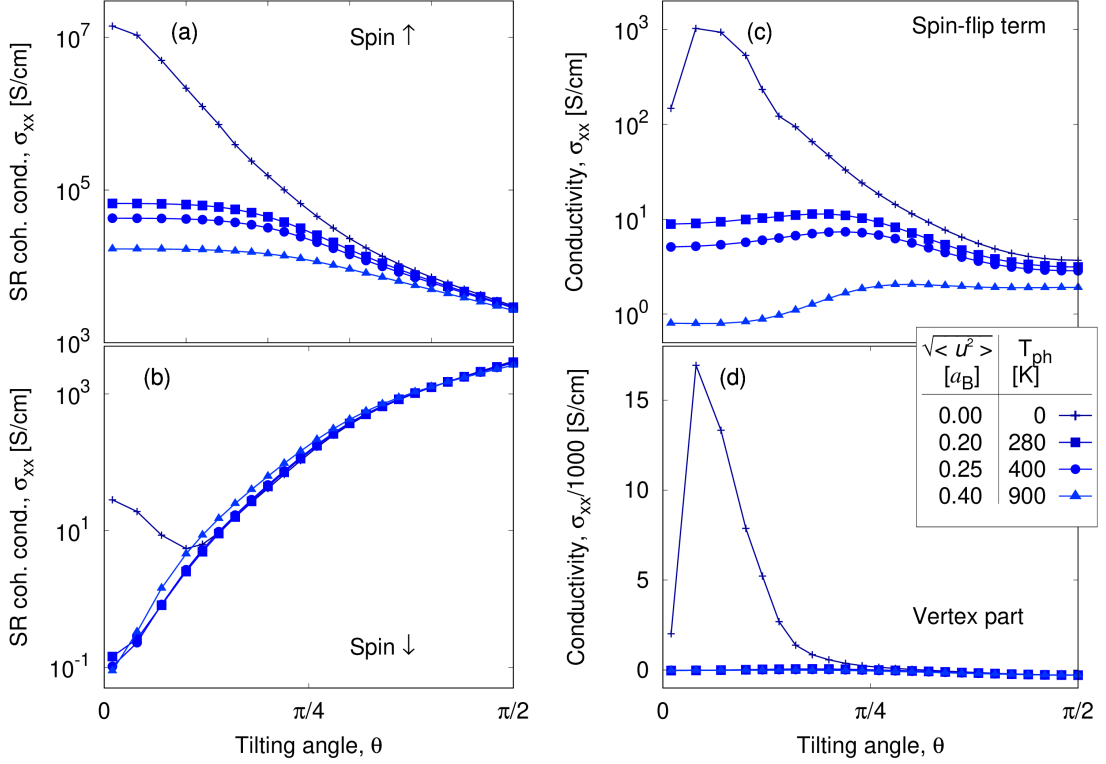 (a)
Spin ↑
SR coh. cond., σxx [S/cm]
10^7
10^5
10^3
(b)
Spin ↓
SR coh. cond., σxx [S/cm]
10^3
10^1
10^-1
0
π/4
π/2
Tilting angle, θ
(c)
Spin-flip term
Conductivity, σxx [S/cm]
10^3
10^2
10^1
10^0
(d)
Vertex part
Conductivity, σxx/1000 [S/cm]
15
10
5
0
0
π/4
π/2
Tilting angle, θ
√<u²> Tph
[aB] [K]
0.00 0
0.20 280
0.25 400
0.40 900